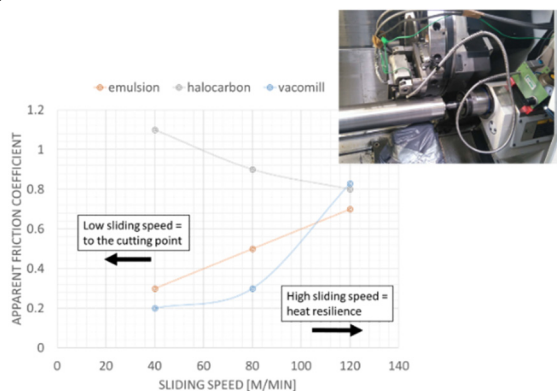 emulsion halocarbon vacomill
1.2
1
0.8
0.6
0.4
0.2
0
APPARENT FRICTION COEFFICIENT
Low sliding speed =
to the cutting point
High sliding speed =
heat resilience
0 20 40 60 80 100 120 140
SLIDING SPEED [M/MIN]